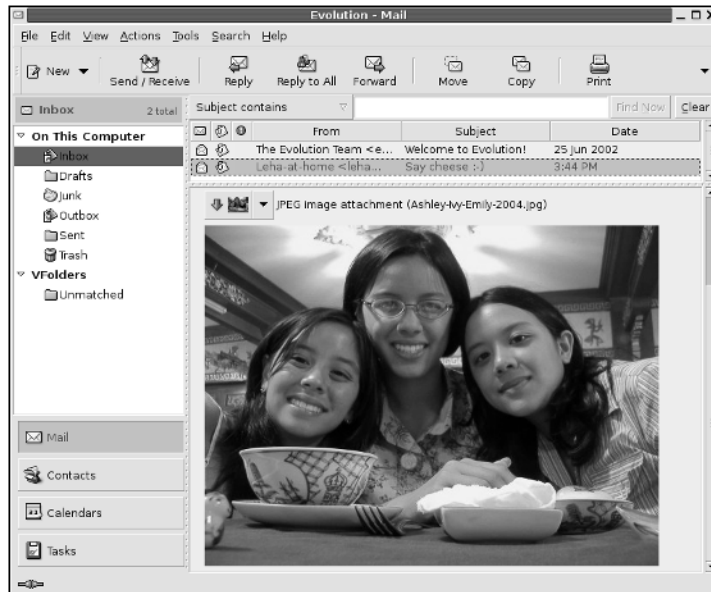 Evolution - Mail
File Edit View Actions Tools Search Help
New Send / Receive Reply Reply to All Forward Move Copy Print
Inbox 2 total
Subject contains Find Now Clear
From Subject Date
The Evolution Team <e... Welcome to Evolution! 25 Jun 2002
Leha-at-home <leha... Say cheese :-) 3:44 PM
On This Computer
Inbox
Drafts
Junk
Outbox
Sent
Trash
VFolders
Unmatched
JPEG image attachment (Ashley-Ivy-Emily-2004.jpg)
Mail
Contacts
Calendars
Tasks